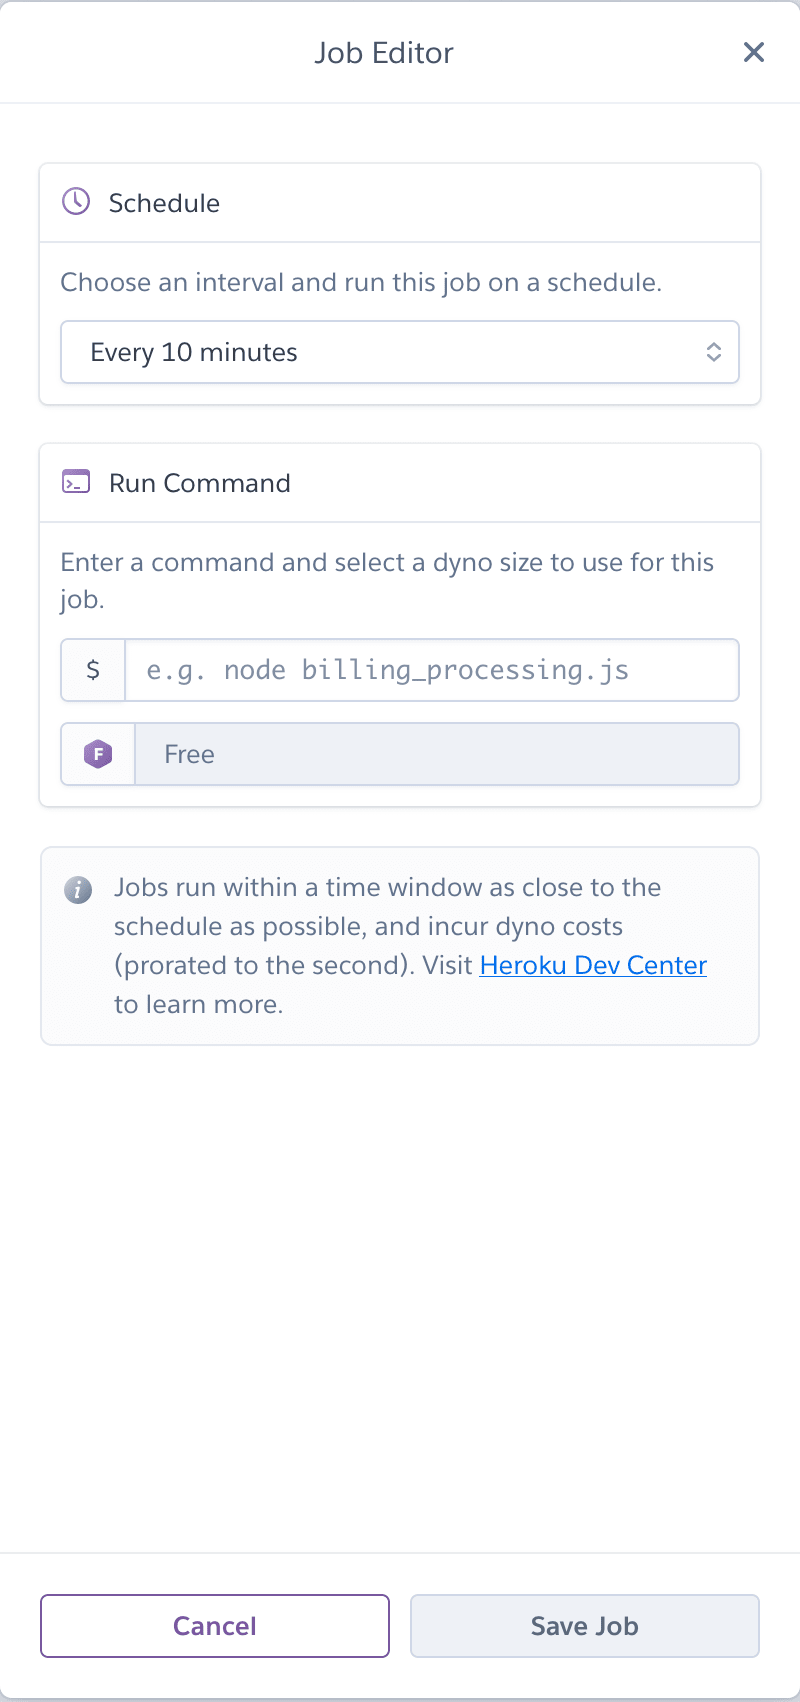 Job Editor
Schedule
Choose an interval and run this job on a schedule.
Every 10 minutes
Run Command
Enter a command and select a dyno size to use for this
job.
$ e.g. node billing_processing.js
F Free
i Jobs run within a time window as close to the
schedule as possible, and incur dyno costs
(prorated to the second). Visit Heroku Dev Center
to learn more.
Cancel Save Job